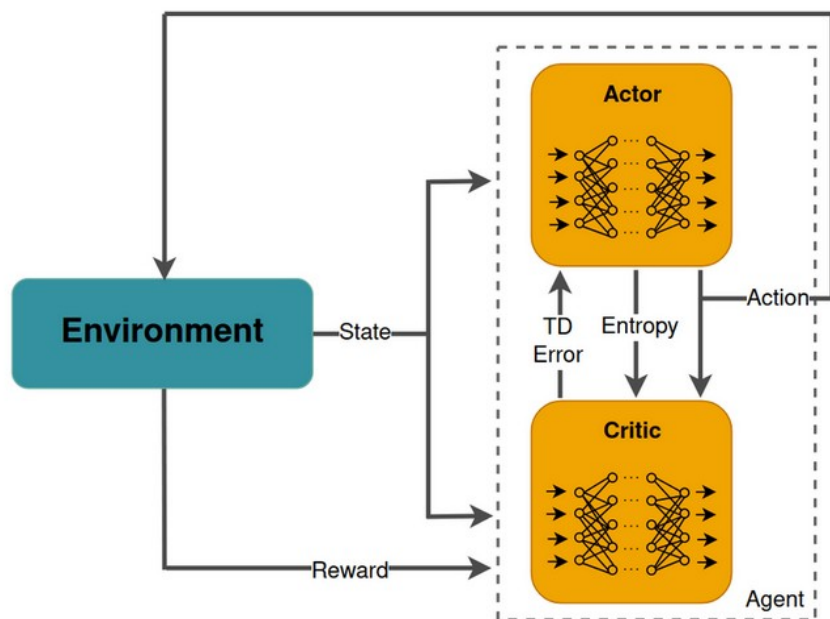 Actor
Environment
State
TD
Error
Entropy
Action
Critic
Reward
Agent